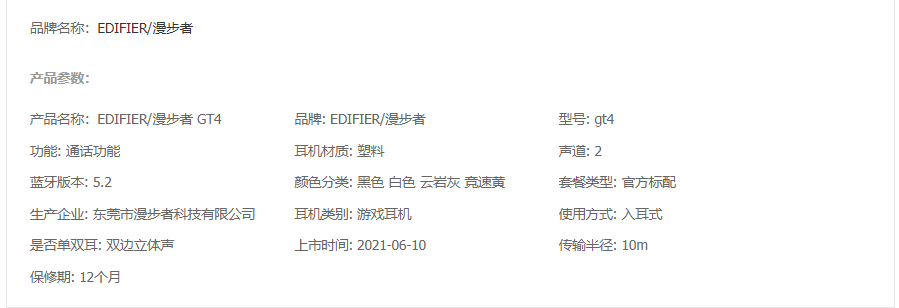 品牌名称: EDIFIER/漫步者
产品参数:
产品名称: EDIFIER/漫步者 GT4 品牌: EDIFIER/漫步者 型号: gt4
功能: 通话功能 耳机材质: 塑料 声道: 2
蓝牙版本: 5.2 颜色分类: 黑色 白色 云岩灰 竞速黄 套餐类型: 官方标配
生产企业: 东莞市漫步者科技有限公司 耳机类别: 游戏耳机 使用方式: 入耳式
是否单双耳: 双边立体声 上市时间: 2021-06-10 传输半径: 10m
保修期: 12个月